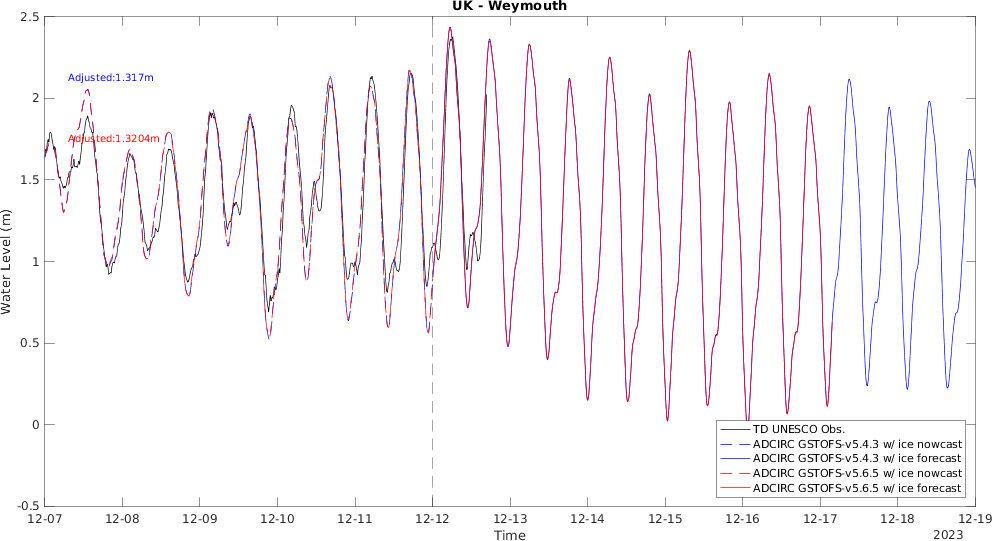 UK - Weymouth
2.5
2
1.5
1
0.5
0
-0.5
Water Level (m)
Adjusted:1.317m
Adjusted:1.3204m
TD UNESCO Obs.
ADCIRC GSTOFS-v5.4.3 w/ ice nowcast
ADCIRC GSTOFS-v5.4.3 w/ ice forecast
ADCIRC GSTOFS-v5.6.5 w/ ice nowcast
ADCIRC GSTOFS-v5.6.5 w/ ice forecast
12-07 12-08 12-09 12-10 12-11 12-12 12-13 12-14 12-15 12-16 12-17 12-18 12-19
Time
2023